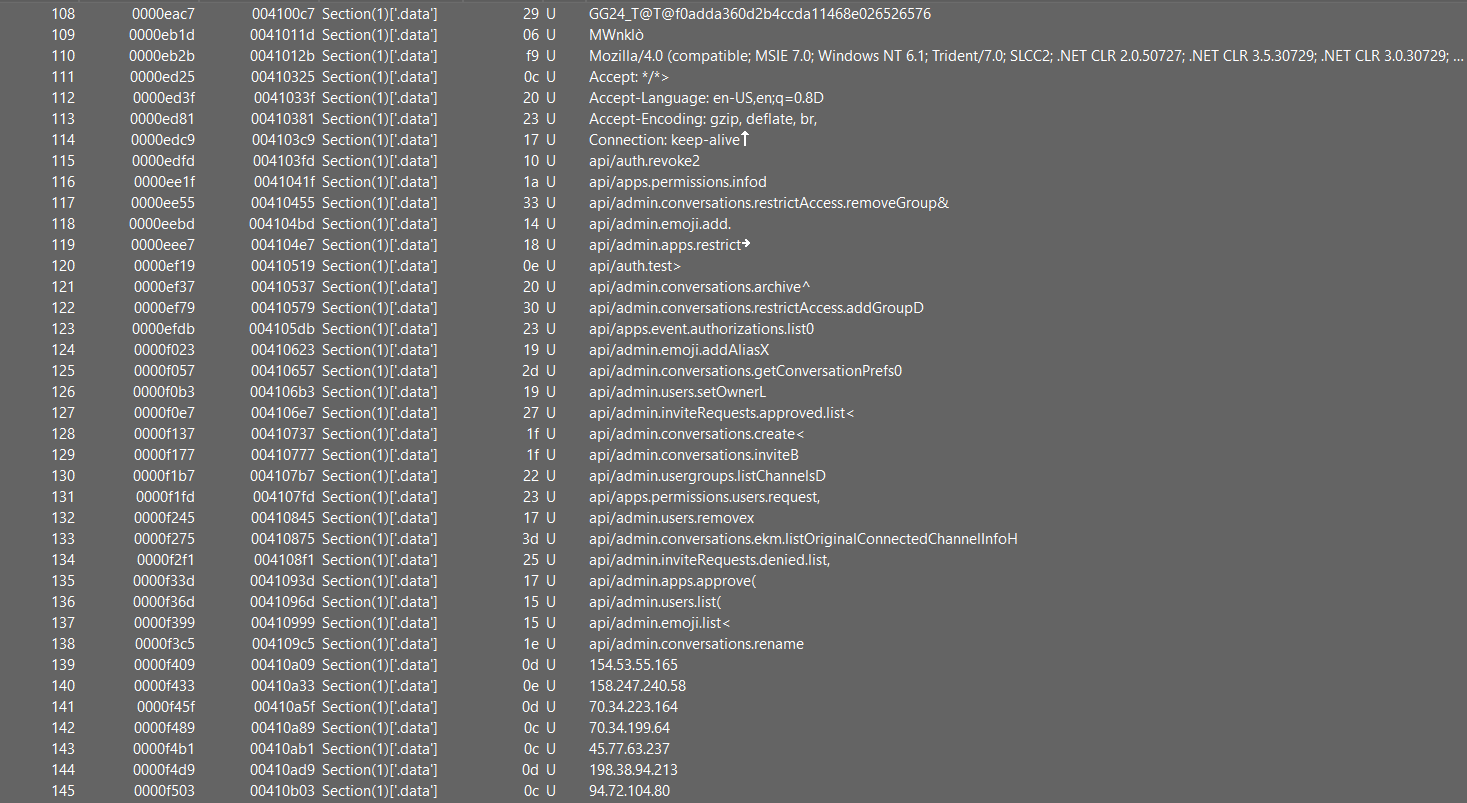 108 0000eac7 004100c7 Section(1)['.data'] 29 U GG24_T@T@f0adda360d2b4ccda11468e026526576
109 0000eb1d 0041011d Section(1)['.data'] 06 U MWnklò
110 0000eb2b 0041012b Section(1)['.data'] f9 U Mozilla/4.0 (compatible; MSIE 7.0; Windows NT 6.1; Trident/7.0; SLCC2; .NET CLR 2.0.50727; .NET CLR 3.5.30729; .NET CLR 3.0.30729; ...
111 0000ed25 00410325 Section(1)['.data'] 0c U Accept: */*>
112 0000ed3f 0041033f Section(1)['.data'] 20 U Accept-Language: en-US,en;q=0.8D
113 0000ed81 00410381 Section(1)['.data'] 23 U Accept-Encoding: gzip, deflate, br,
114 0000edc9 004103c9 Section(1)['.data'] 17 U Connection: keep-alive↑
115 0000edfd 004103fd Section(1)['.data'] 10 U api/auth.revoke2
116 0000ee1f 0041041f Section(1)['.data'] 1a U api/apps.permissions.infod
117 0000ee55 00410455 Section(1)['.data'] 33 U api/admin.conversations.restrictAccess.removeGroup&
118 0000eebd 004104bd Section(1)['.data'] 14 U api/admin.emoji.add.
119 0000eee7 004104e7 Section(1)['.data'] 18 U api/admin.apps.restrict→
120 0000ef19 00410519 Section(1)['.data'] 0e U api/auth.test>
121 0000ef37 00410537 Section(1)['.data'] 20 U api/admin.conversations.archive^
122 0000ef79 00410579 Section(1)['.data'] 30 U api/admin.conversations.restrictAccess.addGroupD
123 0000efdb 004105db Section(1)['.data'] 23 U api/apps.event.authorizations.list0
124 0000f023 00410623 Section(1)['.data'] 19 U api/admin.emoji.addAliasX
125 0000f057 00410657 Section(1)['.data'] 2d U api/admin.conversations.getConversationPrefs0
126 0000f0b3 004106b3 Section(1)['.data'] 19 U api/admin.users.setOwnerL
127 0000f0e7 004106e7 Section(1)['.data'] 27 U api/admin.inviteRequests.approved.list<
128 0000f137 00410737 Section(1)['.data'] 1f U api/admin.conversations.create<
129 0000f177 00410777 Section(1)['.data'] 1f U api/admin.conversations.inviteB
130 0000f1b7 004107b7 Section(1)['.data'] 22 U api/admin.usergroups.listChannelsD
131 0000f1fd 004107fd Section(1)['.data'] 23 U api/apps.permissions.users.request,
132 0000f245 00410845 Section(1)['.data'] 17 U api/admin.users.removex
133 0000f275 00410875 Section(1)['.data'] 3d U api/admin.conversations.ekm.listOriginalConnectedChannelInfoH
134 0000f2f1 004108f1 Section(1)['.data'] 25 U api/admin.inviteRequests.denied.list,
135 0000f33d 0041093d Section(1)['.data'] 17 U api/admin.apps.approve(
136 0000f36d 0041096d Section(1)['.data'] 15 U api/admin.users.list(
137 0000f399 00410999 Section(1)['.data'] 15 U api/admin.emoji.list<
138 0000f3c5 004109c5 Section(1)['.data'] 1e U api/admin.conversations.rename
139 0000f409 00410a09 Section(1)['.data'] 0d U 154.53.55.165
140 0000f433 00410a33 Section(1)['.data'] 0e U 158.247.240.58
141 0000f45f 00410a5f Section(1)['.data'] 0d U 70.34.223.164
142 0000f489 00410a89 Section(1)['.data'] 0c U 70.34.199.64
143 0000f4b1 00410ab1 Section(1)['.data'] 0c U 45.77.63.237
144 0000f4d9 00410ad9 Section(1)['.data'] 0d U 198.38.94.213
145 0000f503 00410b03 Section(1)['.data'] 0c U 94.72.104.80